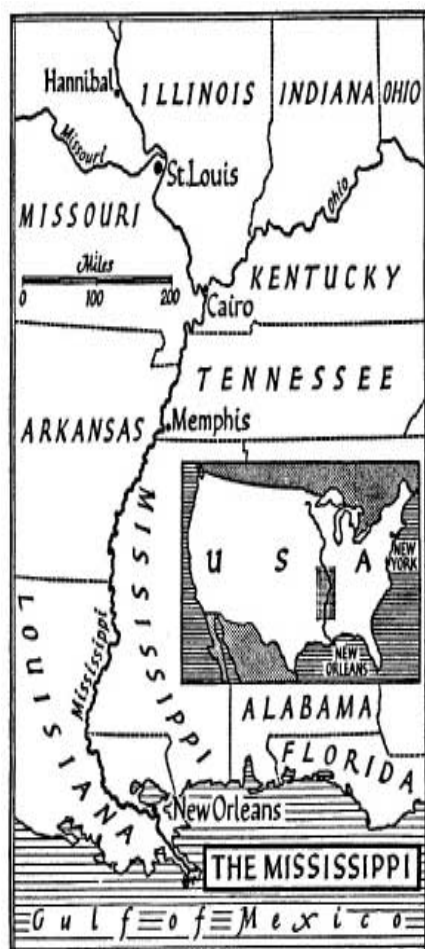 Hannibal
ILLINOIS
INDIANA
OHIO
Missouri
St. Louis
MISSOURI
Ohio
Miles
0 100 200
KENTUCKY
Cairo
TENNESSEE
ARKANSAS
Memphis
MISSISSIPPI
U S A
NEW
YORK
NEW
ORLEANS
LOUISIANA
Mississippi
ALABAMA
FLORIDA
New Orleans
THE MISSISSIPPI
Gulf of Mexico